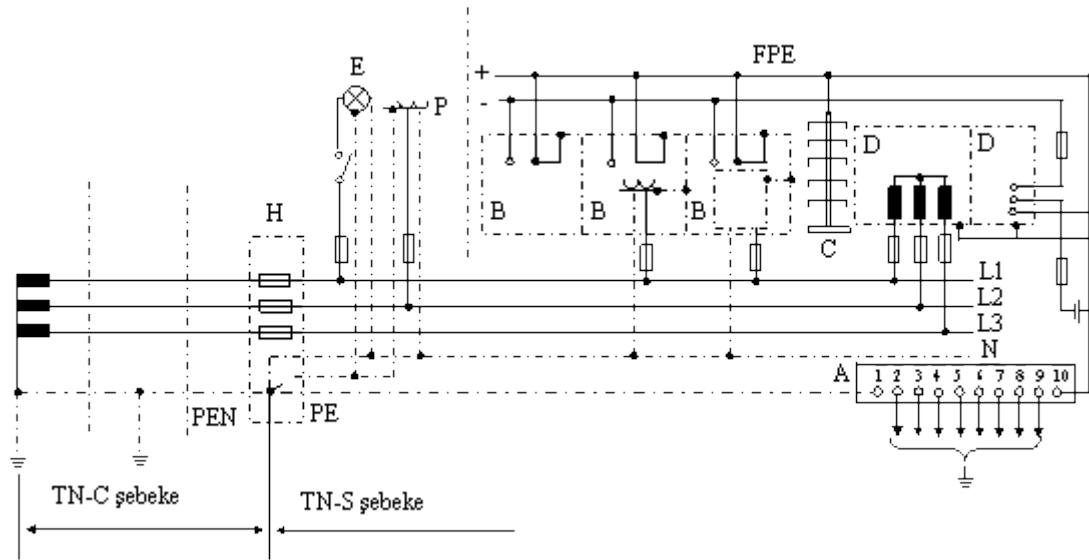 E
P
FPE
+
-
D D
H
B B B
C
L1
L2
L3
N
A 1 2 3 4 5 6 7 8 9 10
PEN PE
TN-C şebeke TN-S şebeke